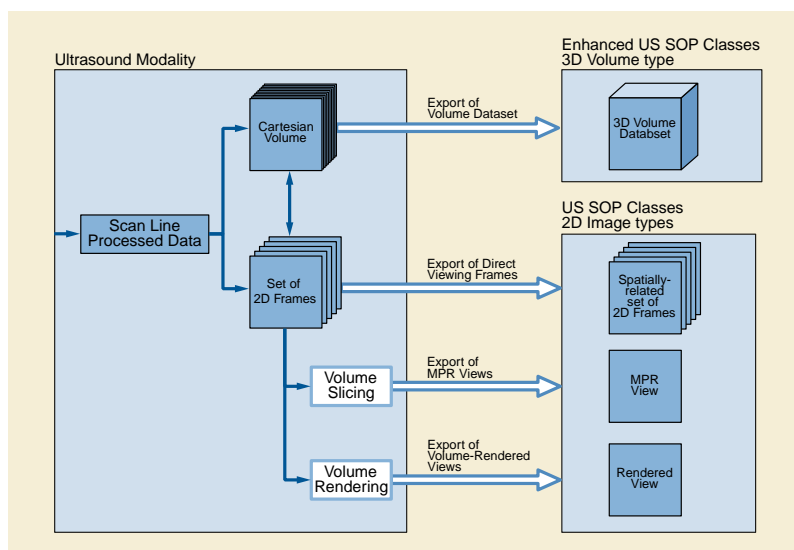 Ultrasound Modality
Enhanced US SOP Classes
3D Volume type
Cartesian
Volume
Export of
Volume Dataset
3D Volume
Databset
Scan Line
Processed Data
US SOP Classes
2D Image types
Set of
2D Frames
Export of Direct
Viewing Frames
Spatially-
related
set of
2D Frames
Volume
Slicing
Export of
MPR Views
MPR
View
Volume
Rendering
Export of
Volume-Rendered
Views
Rendered
View